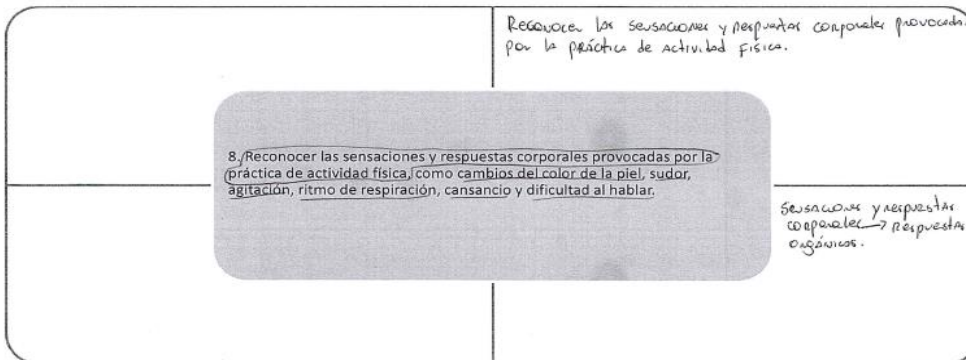 Reconocer las sensaciones y respuestas corporales provocada
por la práctica de actividad física.
8. Reconocer las sensaciones y respuestas corporales provocadas por la
práctica de actividad física, como cambios del color de la piel, sudor,
agitación, ritmo de respiración, cansancio y dificultad al hablar.
Sensaciones y respuestas
corporales → Respuestas
orgánicas.